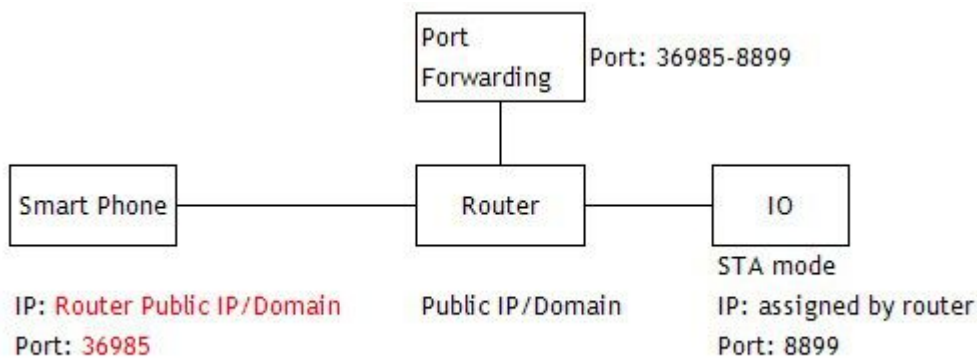 Port
Forwarding
Port: 36985-8899
Smart Phone
Router
IO
STA mode
IP: Router Public IP/Domain
Public IP/Domain
IP: assigned by router
Port: 36985
Port: 8899